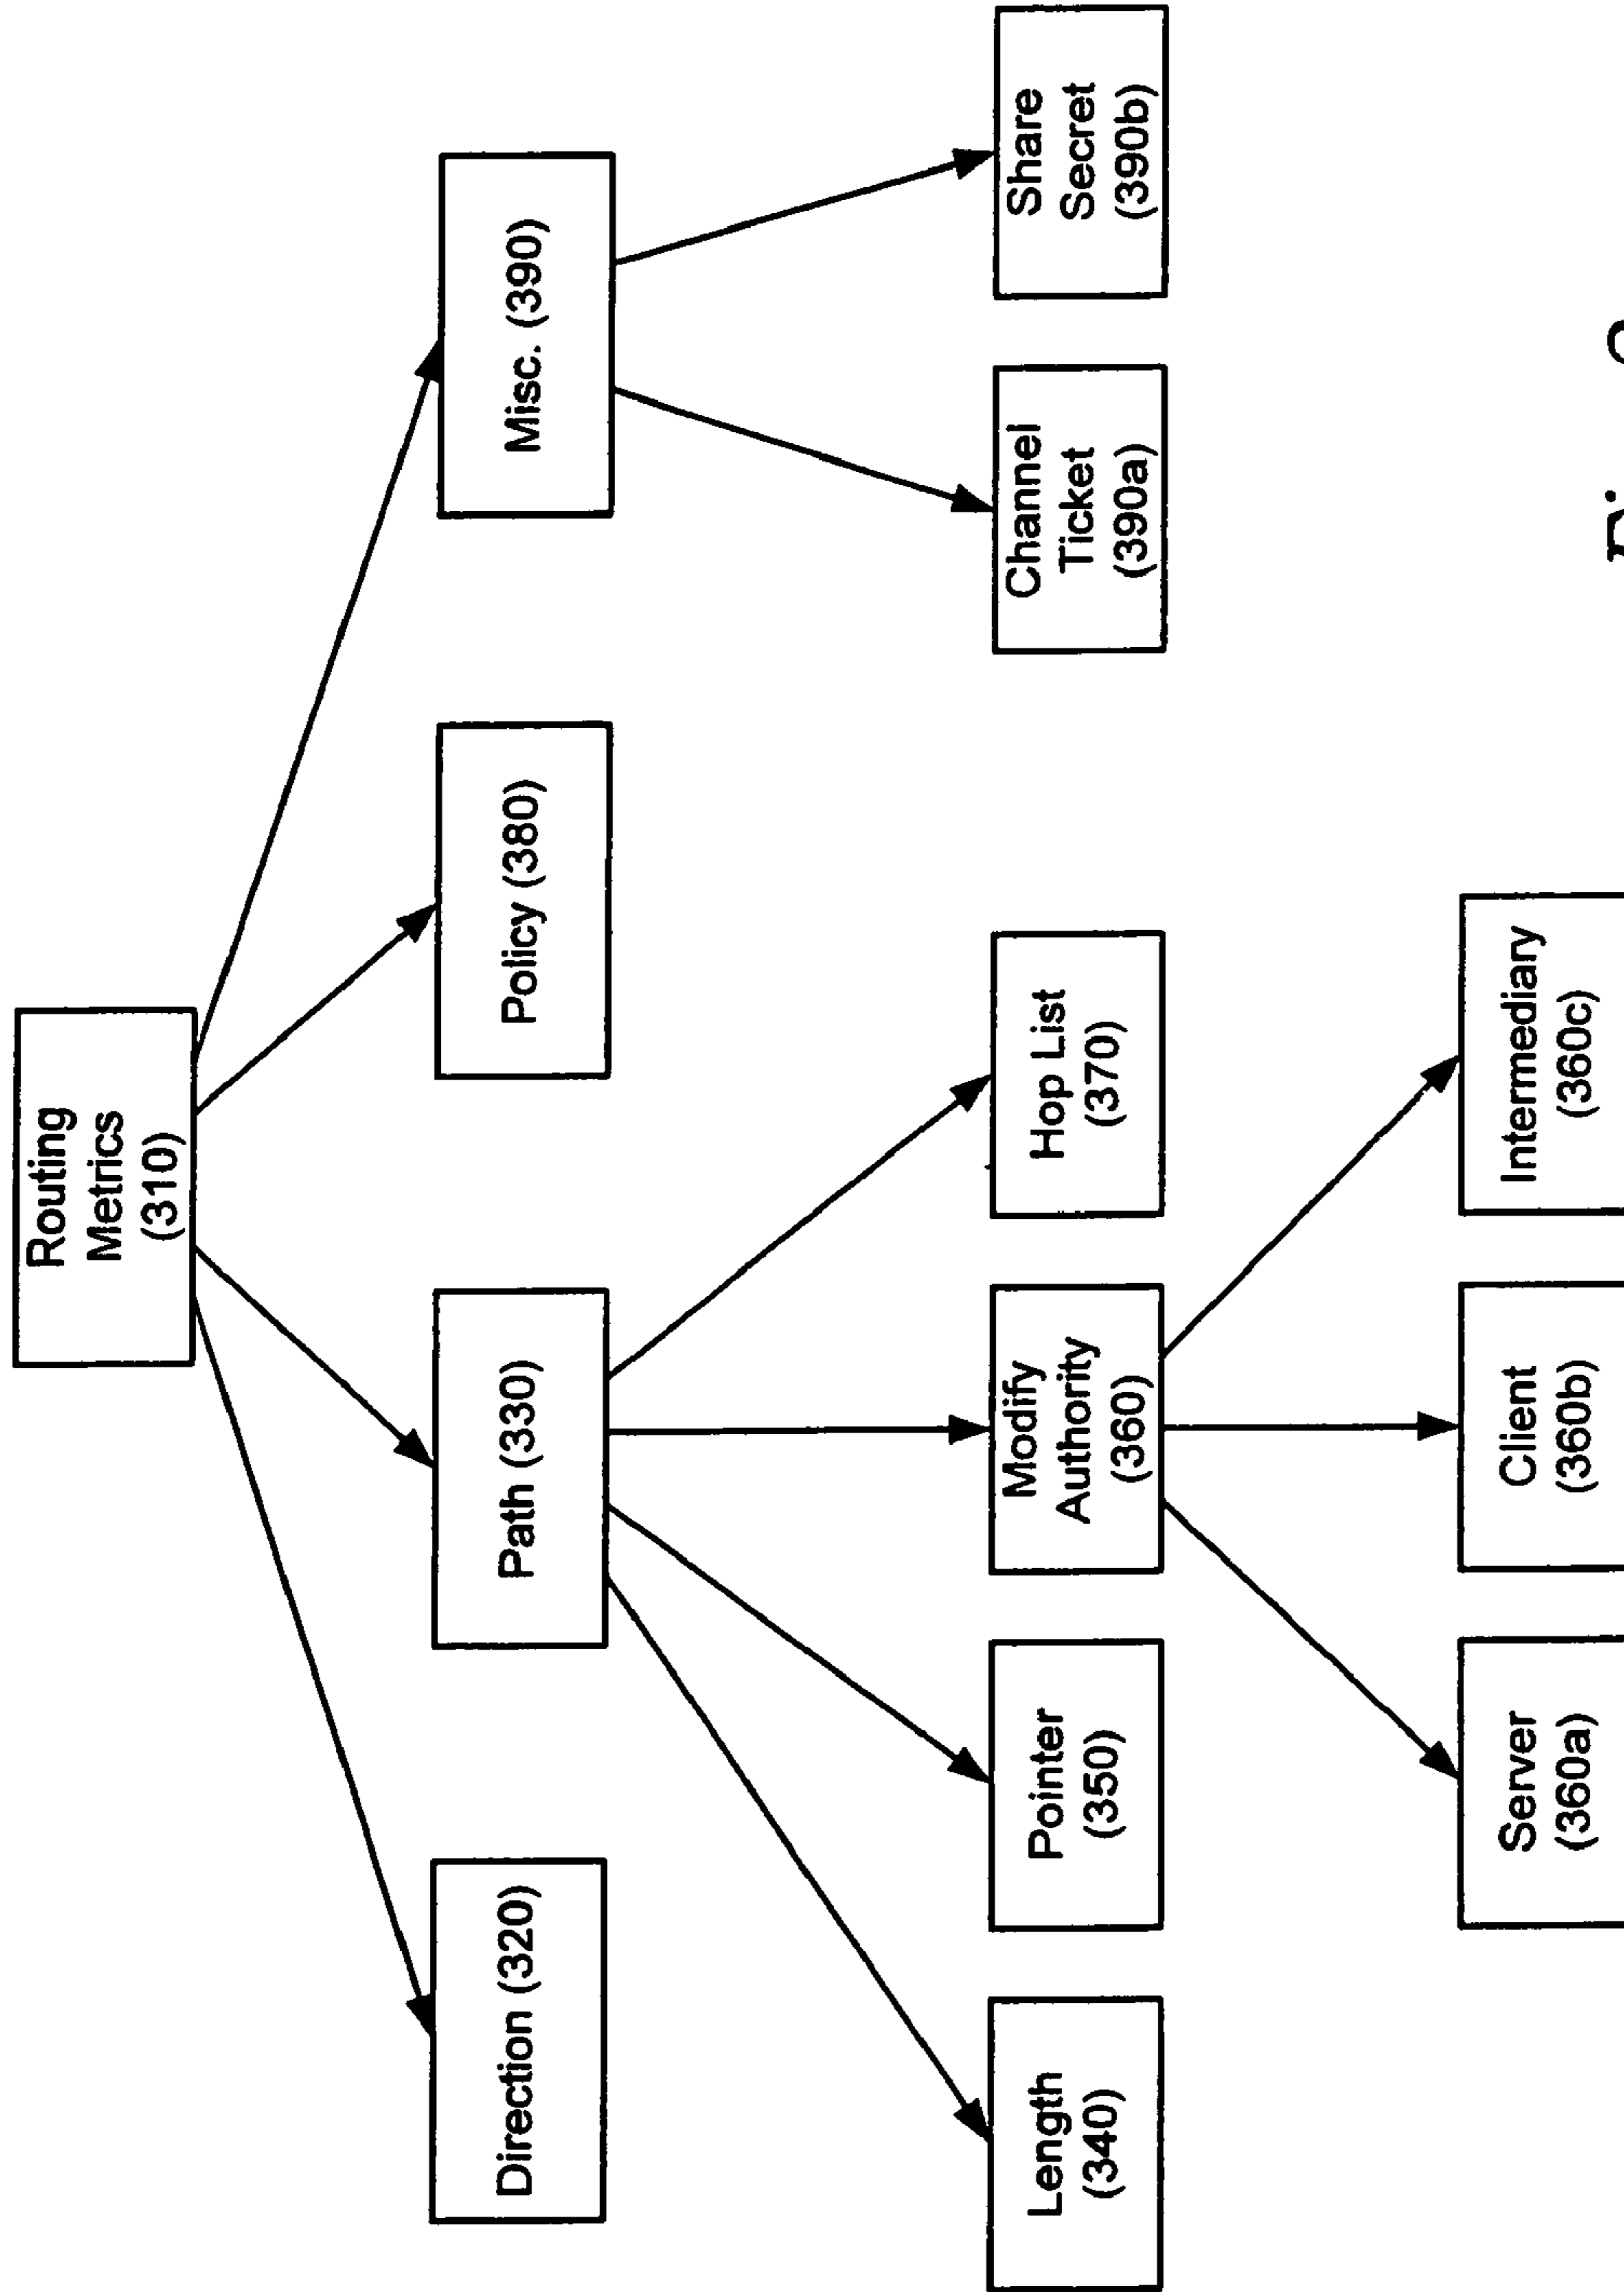 Routing
Metrics
(310)
Direction (320)
Path (330)
Policy (380)
Misc. (390)
Length
(340)
Pointer
(350)
Modify
Authority
(360)
Hop List
(370)
Channel
Ticket
(390a)
Share
Secret
(390b)
Server
(360a)
Client
(360b)
Intermediary
(360c)